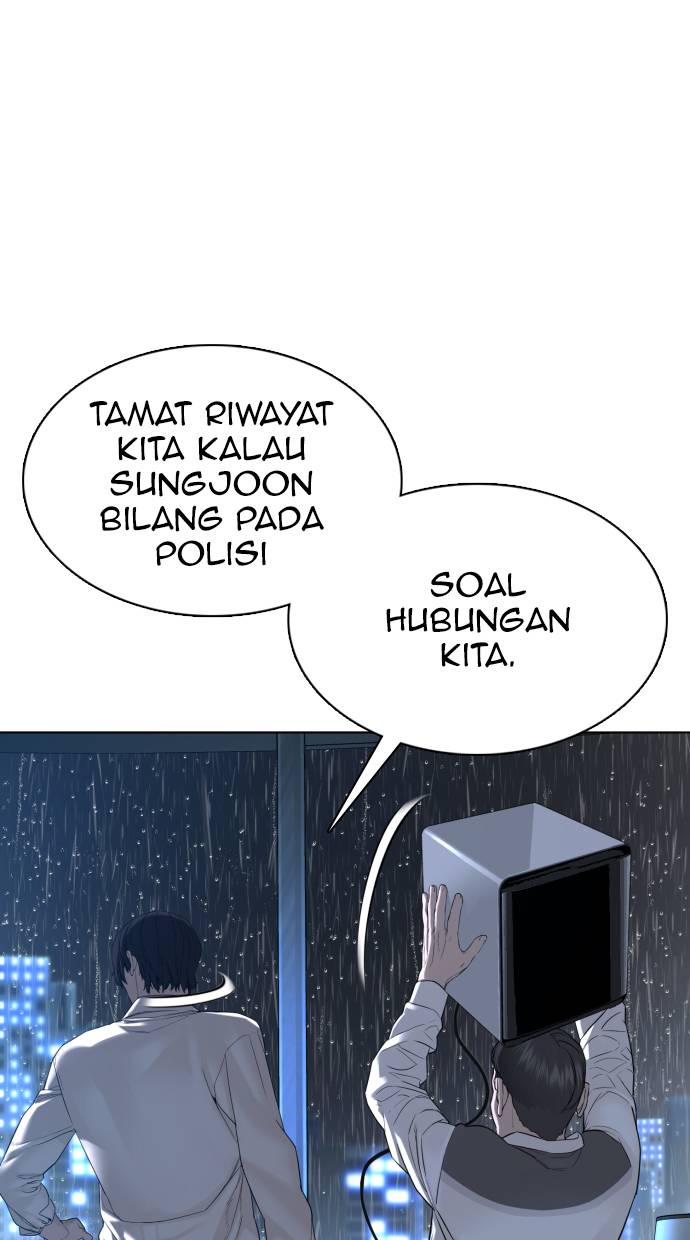 TAMAT RIWAYAT
KITA KALAU
SUNGJOON
BILANG PADA
POLISI
SOAL
HUBUNGAN
KITA.